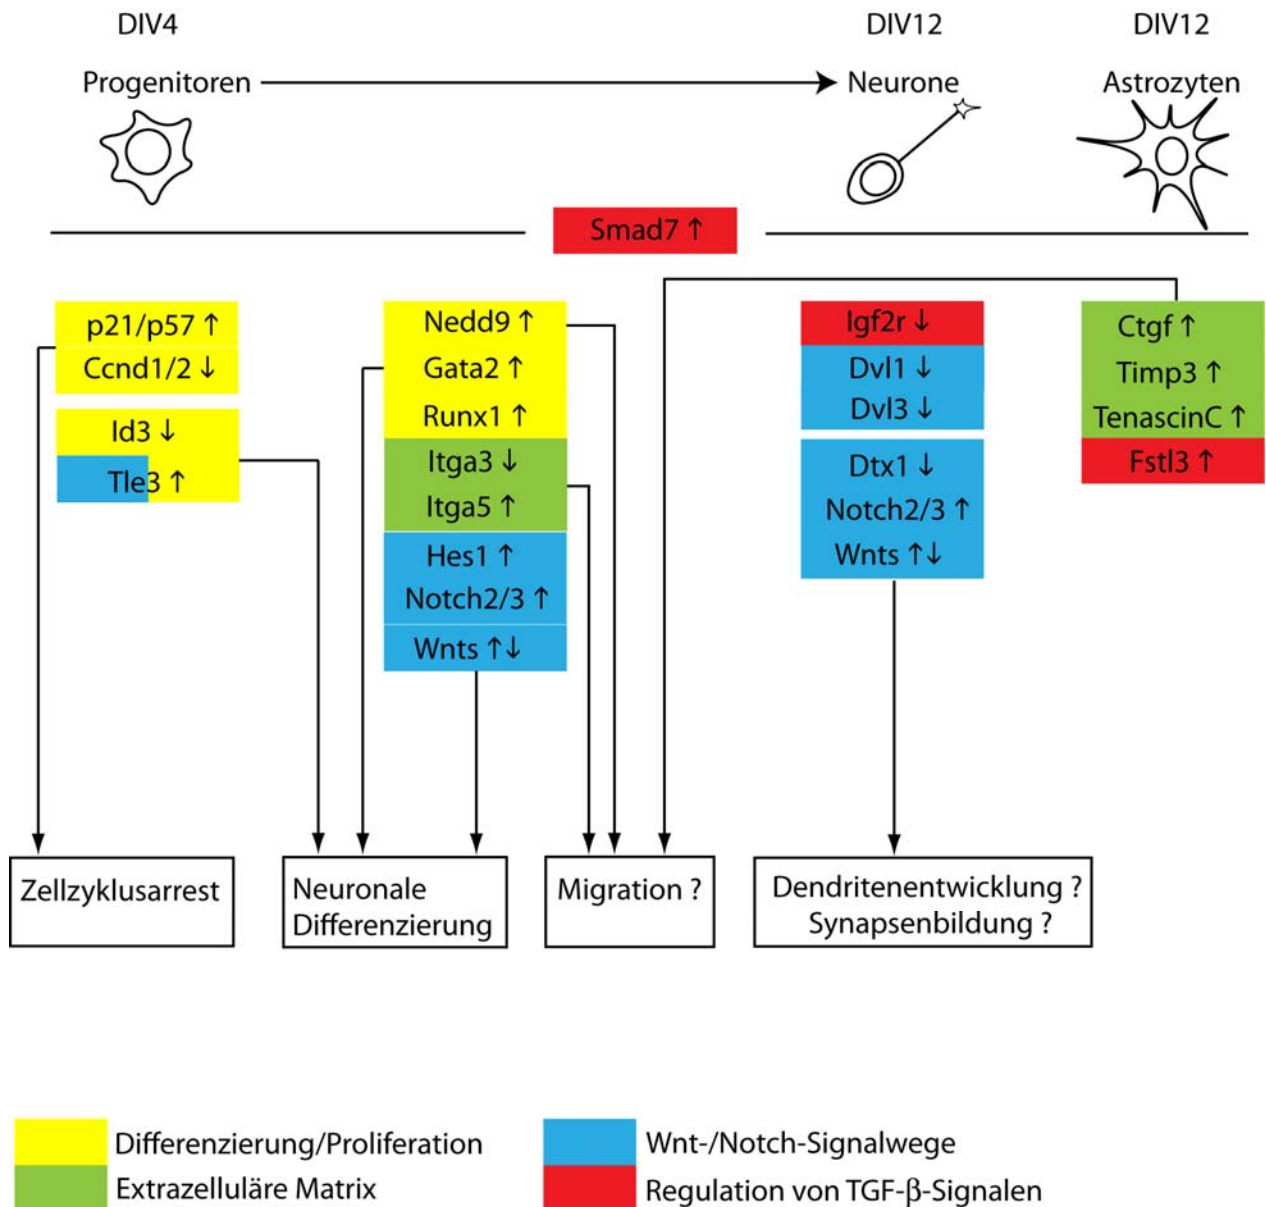 DIV4
DIV12
DIV12
Progenitoren
Neurone
Astrozyten
Smad7 ↑
p21/p57 ↑
Ccnd1/2 ↓
Id3 ↓
Tle3 ↑
Nedd9 ↑
Gata2 ↑
Runx1 ↑
Itga3 ↓
Itga5 ↑
Hes1 ↑
Notch2/3 ↑
Wnts ↑↓
Igf2r ↓
Dvl1 ↓
Dvl3 ↓
Dtx1 ↓
Notch2/3 ↑
Wnts ↑↓
Ctgf ↑
Timp3 ↑
TenascinC ↑
Fstl3 ↑
Zellzyklusarrest
Neuronale
Differenzierung
Migration ?
Dendritenentwicklung ?
Synapsenbildung ?
Differenzierung/Proliferation
Extrazelluläre Matrix
Wnt-/Notch-Signalwege
Regulation von TGF-β-Signalen